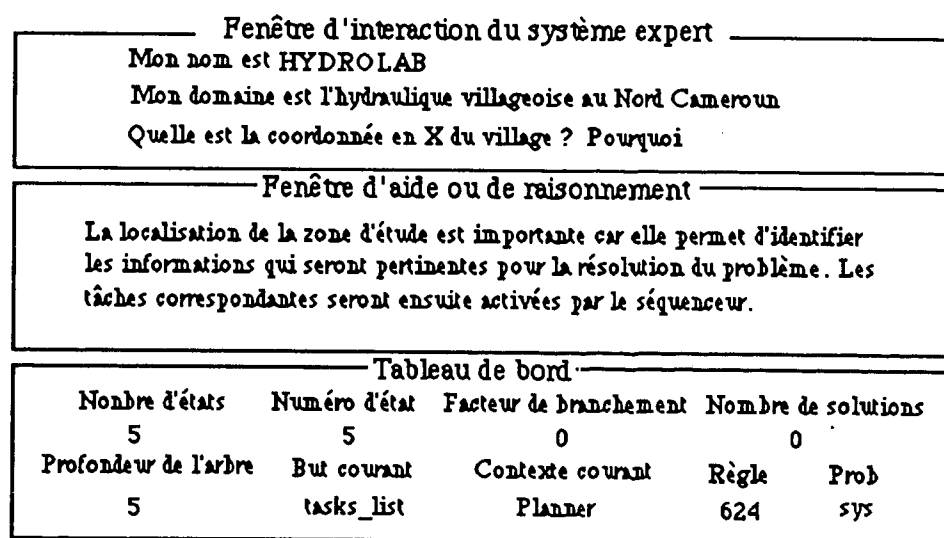 Fenêtre d'interaction du système expert
Mon nom est HYDROLAB
Mon domaine est l'hydraulique villageoise au Nord Cameroun
Quelle est la coordonnée en X du village ? Pourquoi
Fenêtre d'aide ou de raisonnement
La localisation de la zone d'étude est importante car elle permet d'identifier
les informations qui seront pertinentes pour la résolution du problème. Les
tâches correspondantes seront ensuite activées par le séquenceur.
Tableau de bord
Nonbre d'états Numéro d'état Facteur de branchement Nombre de solutions
5 5 0 0
Profondeur de l'arbre But courant Contexte courant Règle Prob
5 tasks_list Planner 624 sys